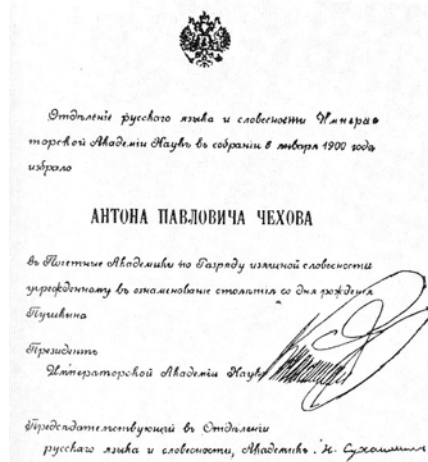 Отдѣленіе русскаго языка и словесности Импера-
торской Академіи Наукъ въ собраніи 8 января 1900 года
избрало
АНТОНА ПАВЛОВИЧА ЧЕХОВА
въ Почетные Академики по Разряду изящной словесности
учрежденному въ ознаменованіе столѣтія со дня рожденія
Пушкина
Президентъ
Императорской Академіи Наукъ
Предсѣдательствующій въ Отдѣленіи
русскаго языка и словесности, Академикъ